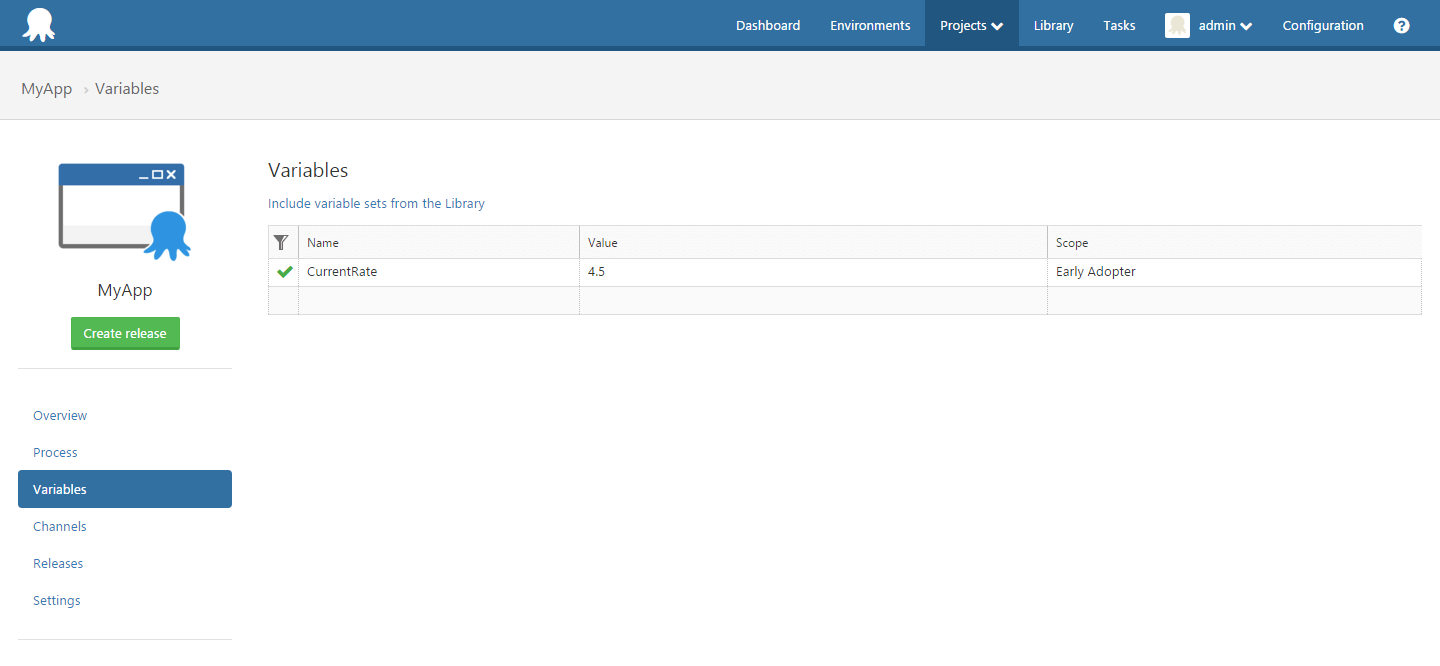 Dashboard Environments Projects Library Tasks admin Configuration ?
MyApp › Variables
Variables
Include variable sets from the Library
Name Value Scope
CurrentRate 4.5 Early Adopter
MyApp
Create release
Overview
Process
Variables
Channels
Releases
Settings